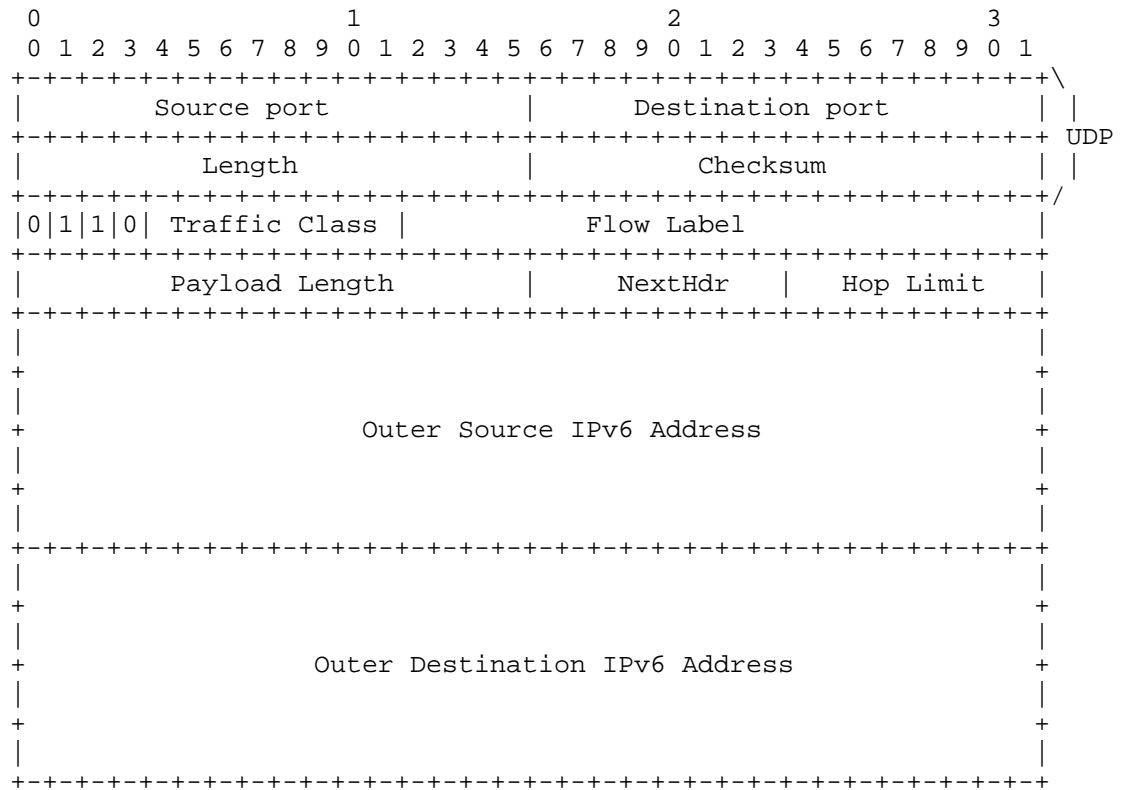 0                   1                   2                   3
 0 1 2 3 4 5 6 7 8 9 0 1 2 3 4 5 6 7 8 9 0 1 2 3 4 5 6 7 8 9 0 1
+-+-+-+-+-+-+-+-+-+-+-+-+-+-+-+-+-+-+-+-+-+-+-+-+-+-+-+-+-+-+-+-+\
|        Source port            |      Destination port         | |
+-+-+-+-+-+-+-+-+-+-+-+-+-+-+-+-+-+-+-+-+-+-+-+-+-+-+-+-+-+-+-+-+ UDP
|           Length              |          Checksum             | |
+-+-+-+-+-+-+-+-+-+-+-+-+-+-+-+-+-+-+-+-+-+-+-+-+-+-+-+-+-+-+-+-+/
|0|1|1|0| Traffic Class |           Flow Label                  |
+-+-+-+-+-+-+-+-+-+-+-+-+-+-+-+-+-+-+-+-+-+-+-+-+-+-+-+-+-+-+-+-+
|         Payload Length        |     NextHdr   |   Hop Limit   |
+-+-+-+-+-+-+-+-+-+-+-+-+-+-+-+-+-+-+-+-+-+-+-+-+-+-+-+-+-+-+-+-+
|                                                               |
+                                                               +
|                                                               |
+                     Outer Source IPv6 Address                 +
|                                                               |
+                                                               +
|                                                               |
+-+-+-+-+-+-+-+-+-+-+-+-+-+-+-+-+-+-+-+-+-+-+-+-+-+-+-+-+-+-+-+-+
|                                                               |
+                                                               +
|                                                               |
+                  Outer Destination IPv6 Address               +
|                                                               |
+                                                               +
|                                                               |
+-+-+-+-+-+-+-+-+-+-+-+-+-+-+-+-+-+-+-+-+-+-+-+-+-+-+-+-+-+-+-+-+